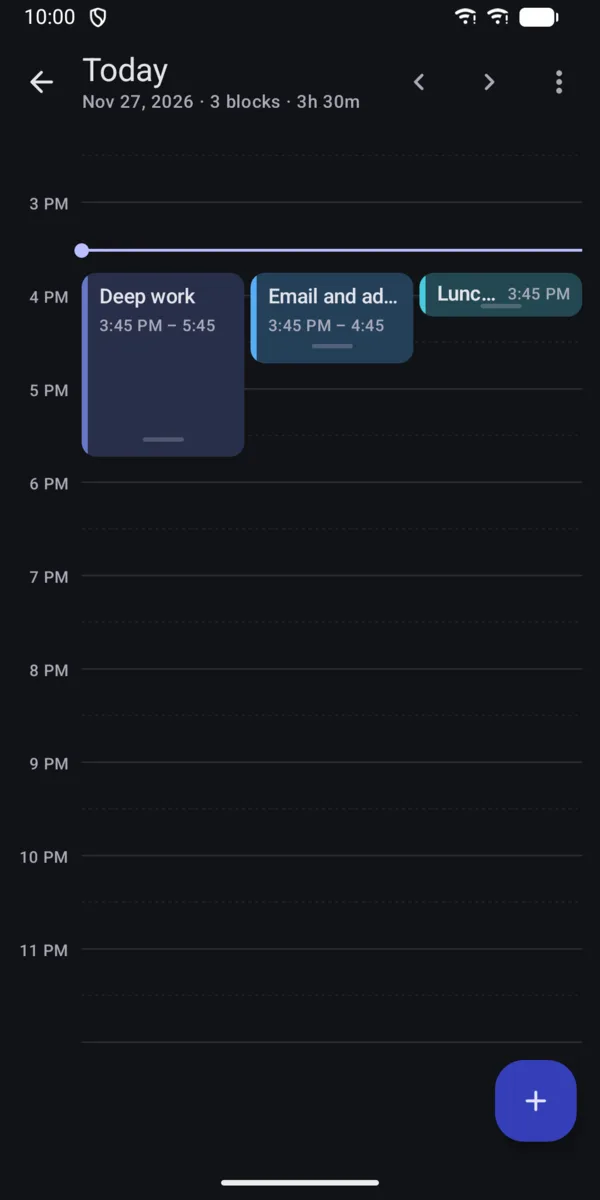 10:00
Today
Nov 27, 2026 · 3 blocks · 3h 30m
3 PM
4 PM
Deep work
3:45 PM – 5:45
Email and ad…
3:45 PM – 4:45
Lunc… 3:45 PM
5 PM
6 PM
7 PM
8 PM
9 PM
10 PM
11 PM